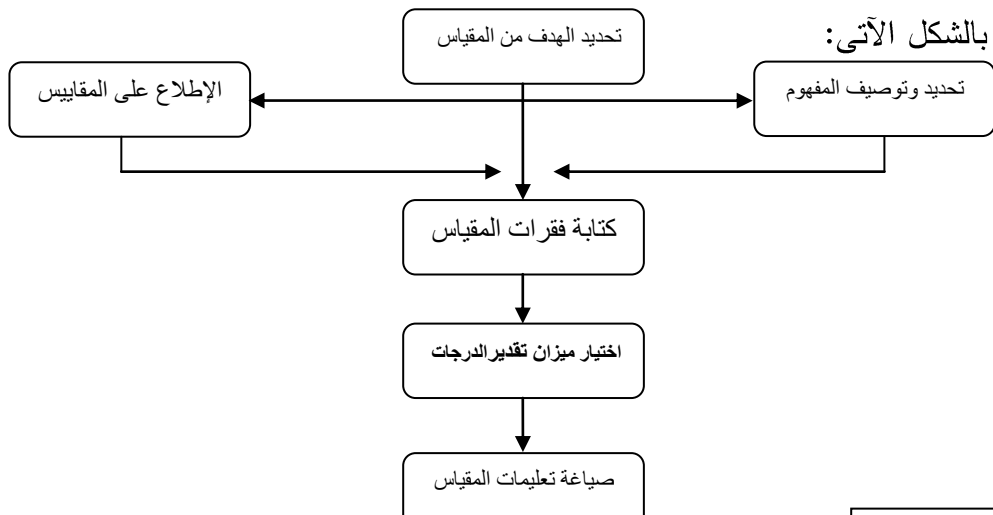 بالشكل الآتى:
تحديد الهدف من المقياس
تحديد وتوصيف المفهوم
الإطلاع على المقاييس
كتابة فقرات المقياس
اختيار ميزان تقديرالدرجات
صياغة تعليمات المقياس